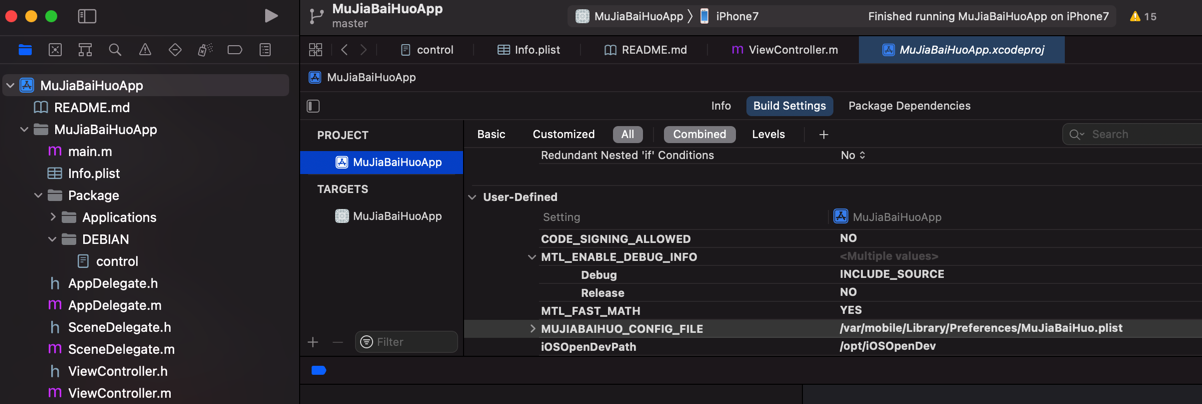 MuJiaBaiHuoApp
master
MuJiaBaiHuoApp
iPhone7
Finished running MuJiaBaiHuoApp on iPhone7
15
control
Info.plist
README.md
ViewController.m
MuJiaBaiHuoApp.xcodeproj
MuJiaBaiHuoApp
MuJiaBaiHuoApp
README.md
MuJiaBaiHuoApp
main.m
Info.plist
Package
Applications
DEBIAN
control
AppDelegate.h
AppDelegate.m
SceneDelegate.h
SceneDelegate.m
ViewController.h
ViewController.m
Info
Build Settings
Package Dependencies
PROJECT
MuJiaBaiHuoApp
TARGETS
MuJiaBaiHuoApp
Filter
Basic
Customized
All
Combined
Levels
Search
Redundant Nested 'if' Conditions No
User-Defined
Setting MuJiaBaiHuoApp
CODE_SIGNING_ALLOWED NO
MTL_ENABLE_DEBUG_INFO <Multiple values>
Debug INCLUDE_SOURCE
Release NO
MTL_FAST_MATH YES
MUJIABAIHUO_CONFIG_FILE /var/mobile/Library/Preferences/MuJiaBaiHuo.plist
iOSOpenDevPath /opt/iOSOpenDev